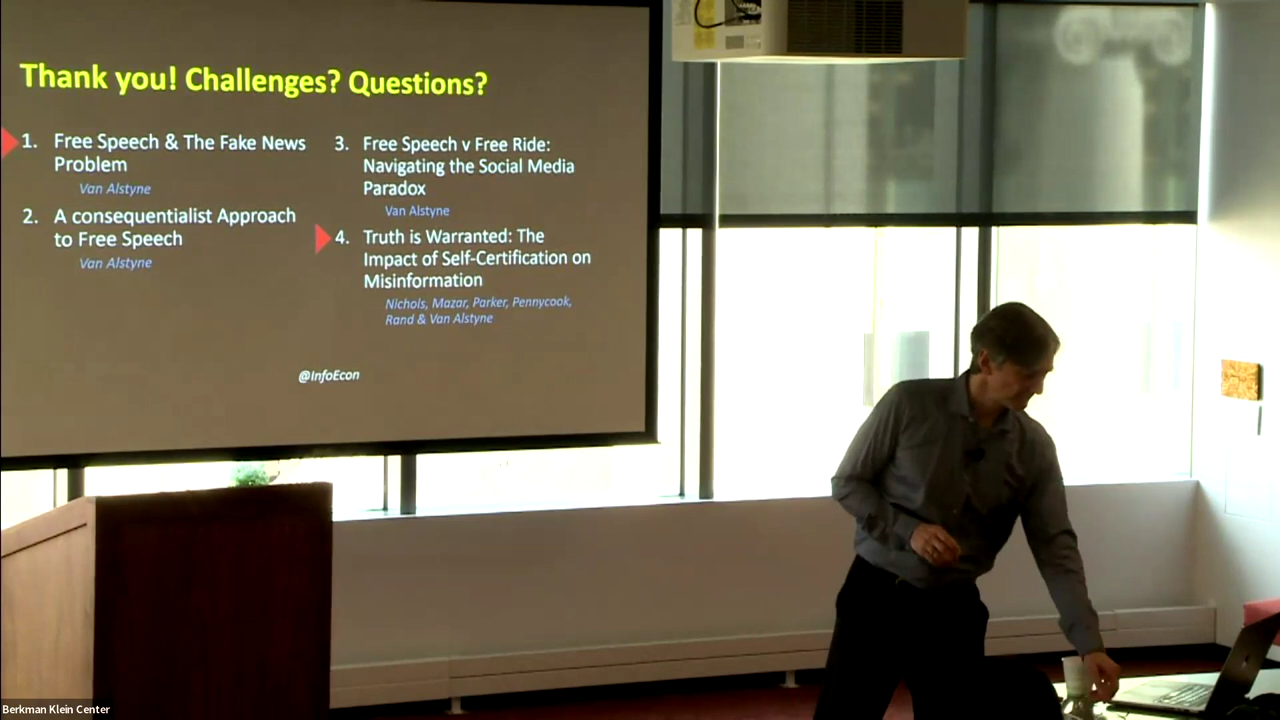 Thank you! Challenges? Questions?
1. Free Speech & The Fake News
Problem
Van Alstyne
2. A consequentialist Approach
to Free Speech
Van Alstyne
3. Free Speech v Free Ride:
Navigating the Social Media
Paradox
Van Alstyne
4. Truth is Warranted: The
Impact of Self-Certification on
Misinformation
Nichols, Mazar, Parker, Pennycook,
Rand & Van Alstyne
@InfoEcon
Berkman Klein Center